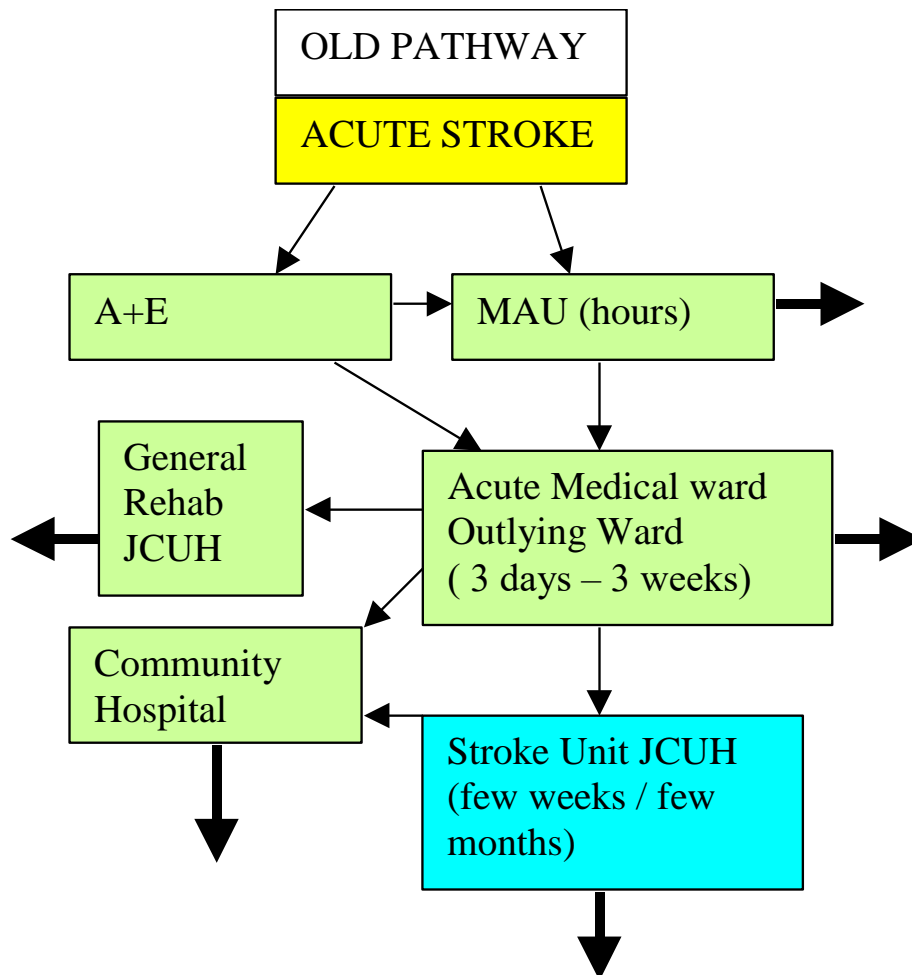 OLD PATHWAY
ACUTE STROKE
A+E
MAU (hours)
General
Rehab
JCUH
Acute Medical ward
Outlying Ward
( 3 days – 3 weeks)
Community
Hospital
Stroke Unit JCUH
(few weeks / few
months)